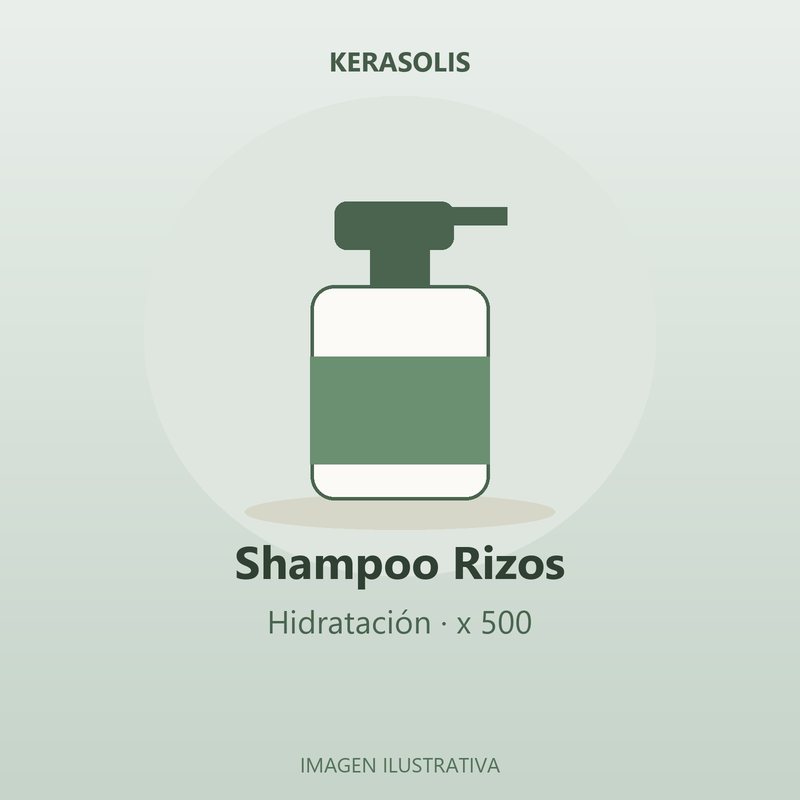 KERASOLIS
Shampoo Rizos
Hidratación · x 500
IMAGEN ILUSTRATIVA